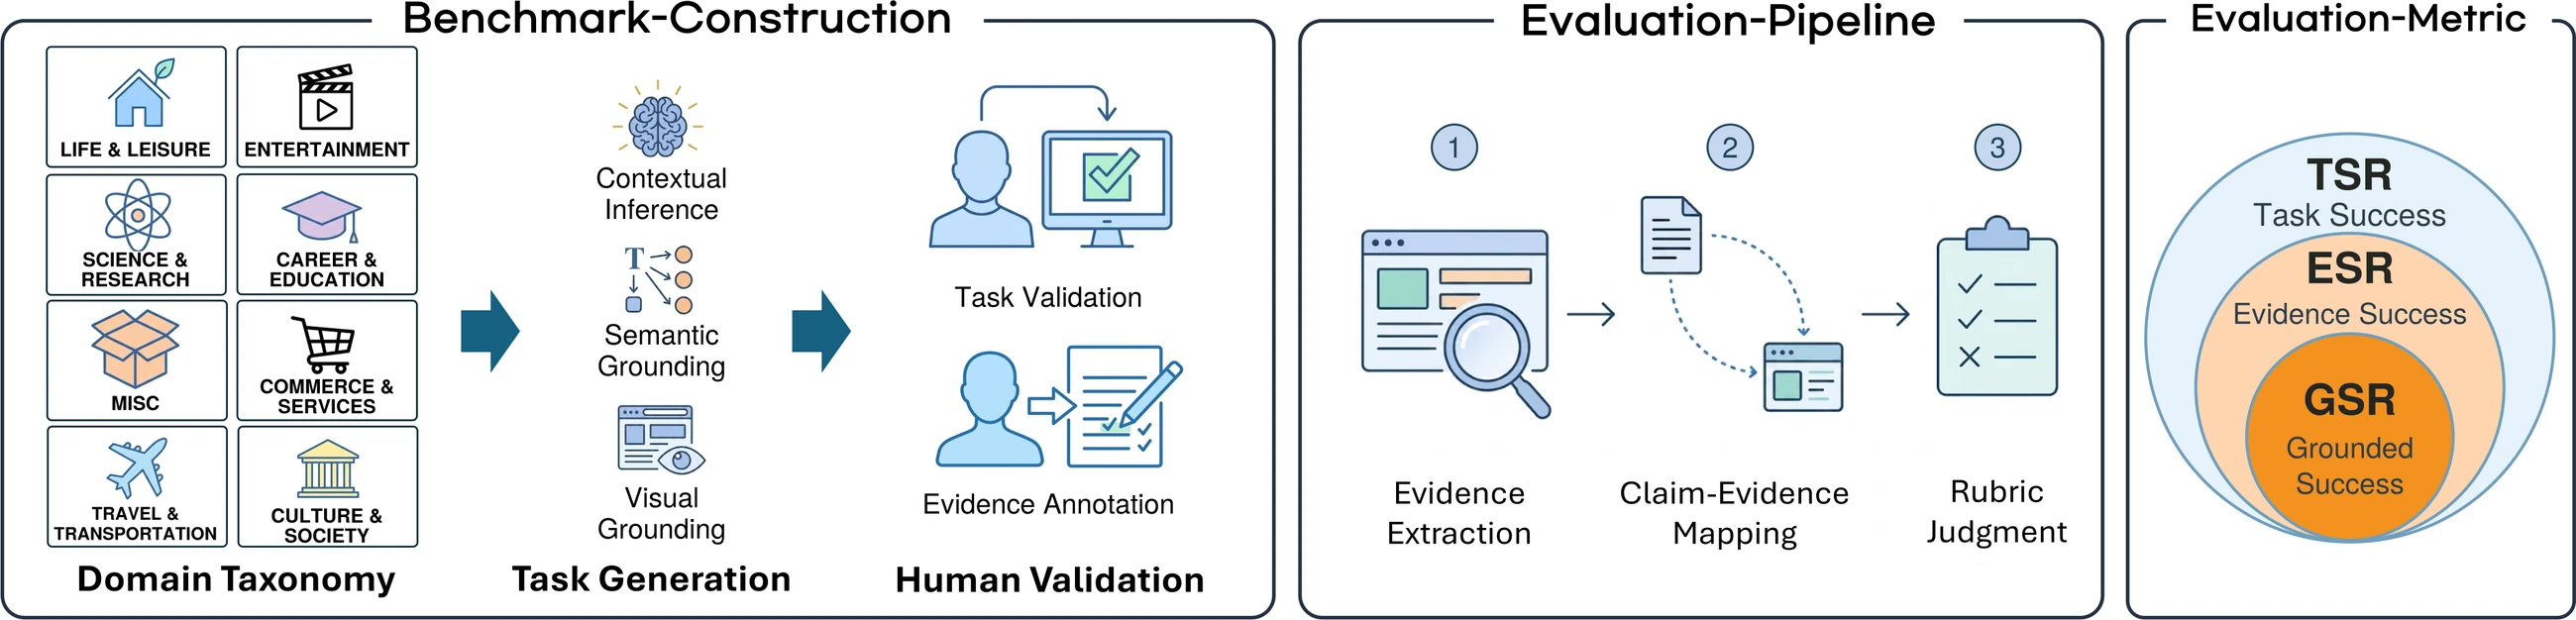 Benchmark-Construction
LIFE & LEISURE
ENTERTAINMENT
SCIENCE &
RESEARCH
CAREER &
EDUCATION
MISC
COMMERCE &
SERVICES
TRAVEL &
TRANSPORTATION
CULTURE &
SOCIETY
Domain Taxonomy
Contextual
Inference
T
Semantic
Grounding
Visual
Grounding
Task Generation
Task Validation
Evidence Annotation
Human Validation
Evaluation-Pipeline
1
Evidence
Extraction
2
Claim-Evidence
Mapping
3
Rubric
Judgment
Evaluation-Metric
TSR
Task Success
ESR
Evidence Success
GSR
Grounded
Success